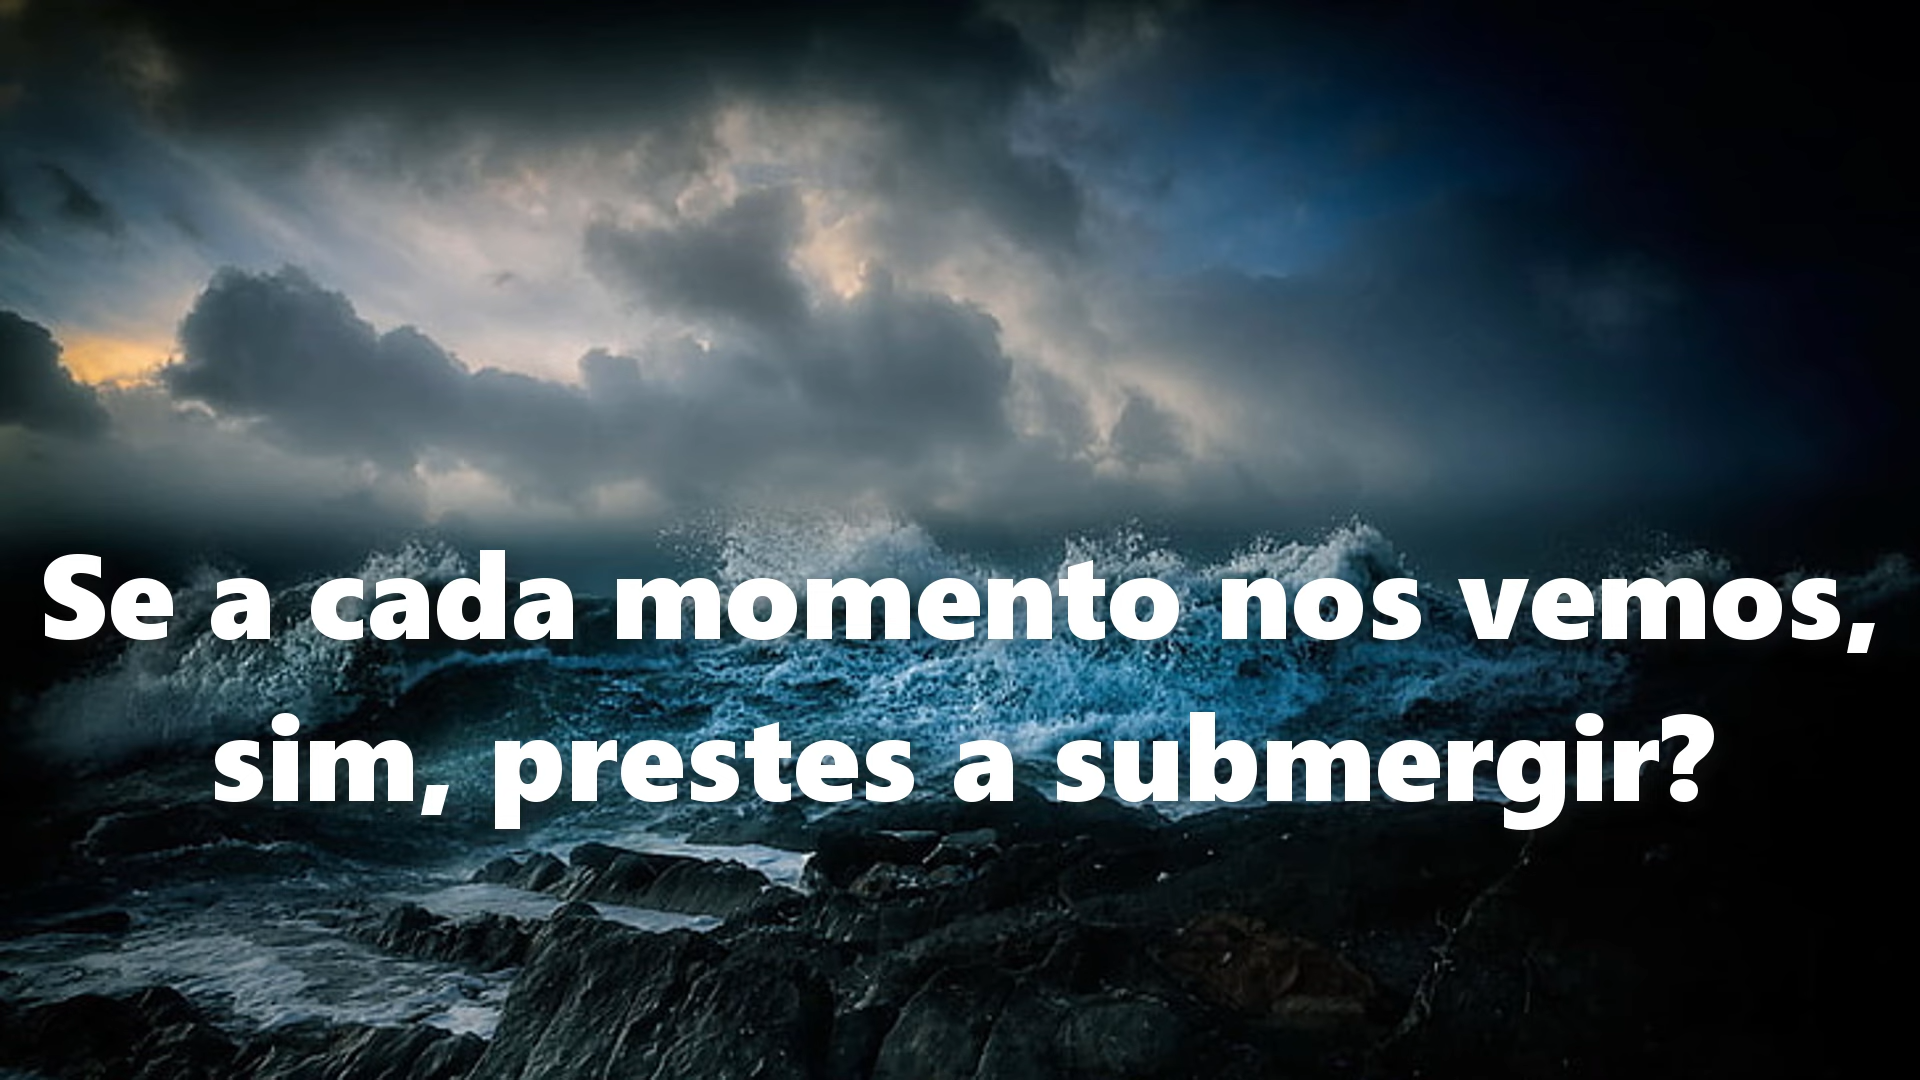 Se a cada momento nos vemos,
sim, prestes a submergir?